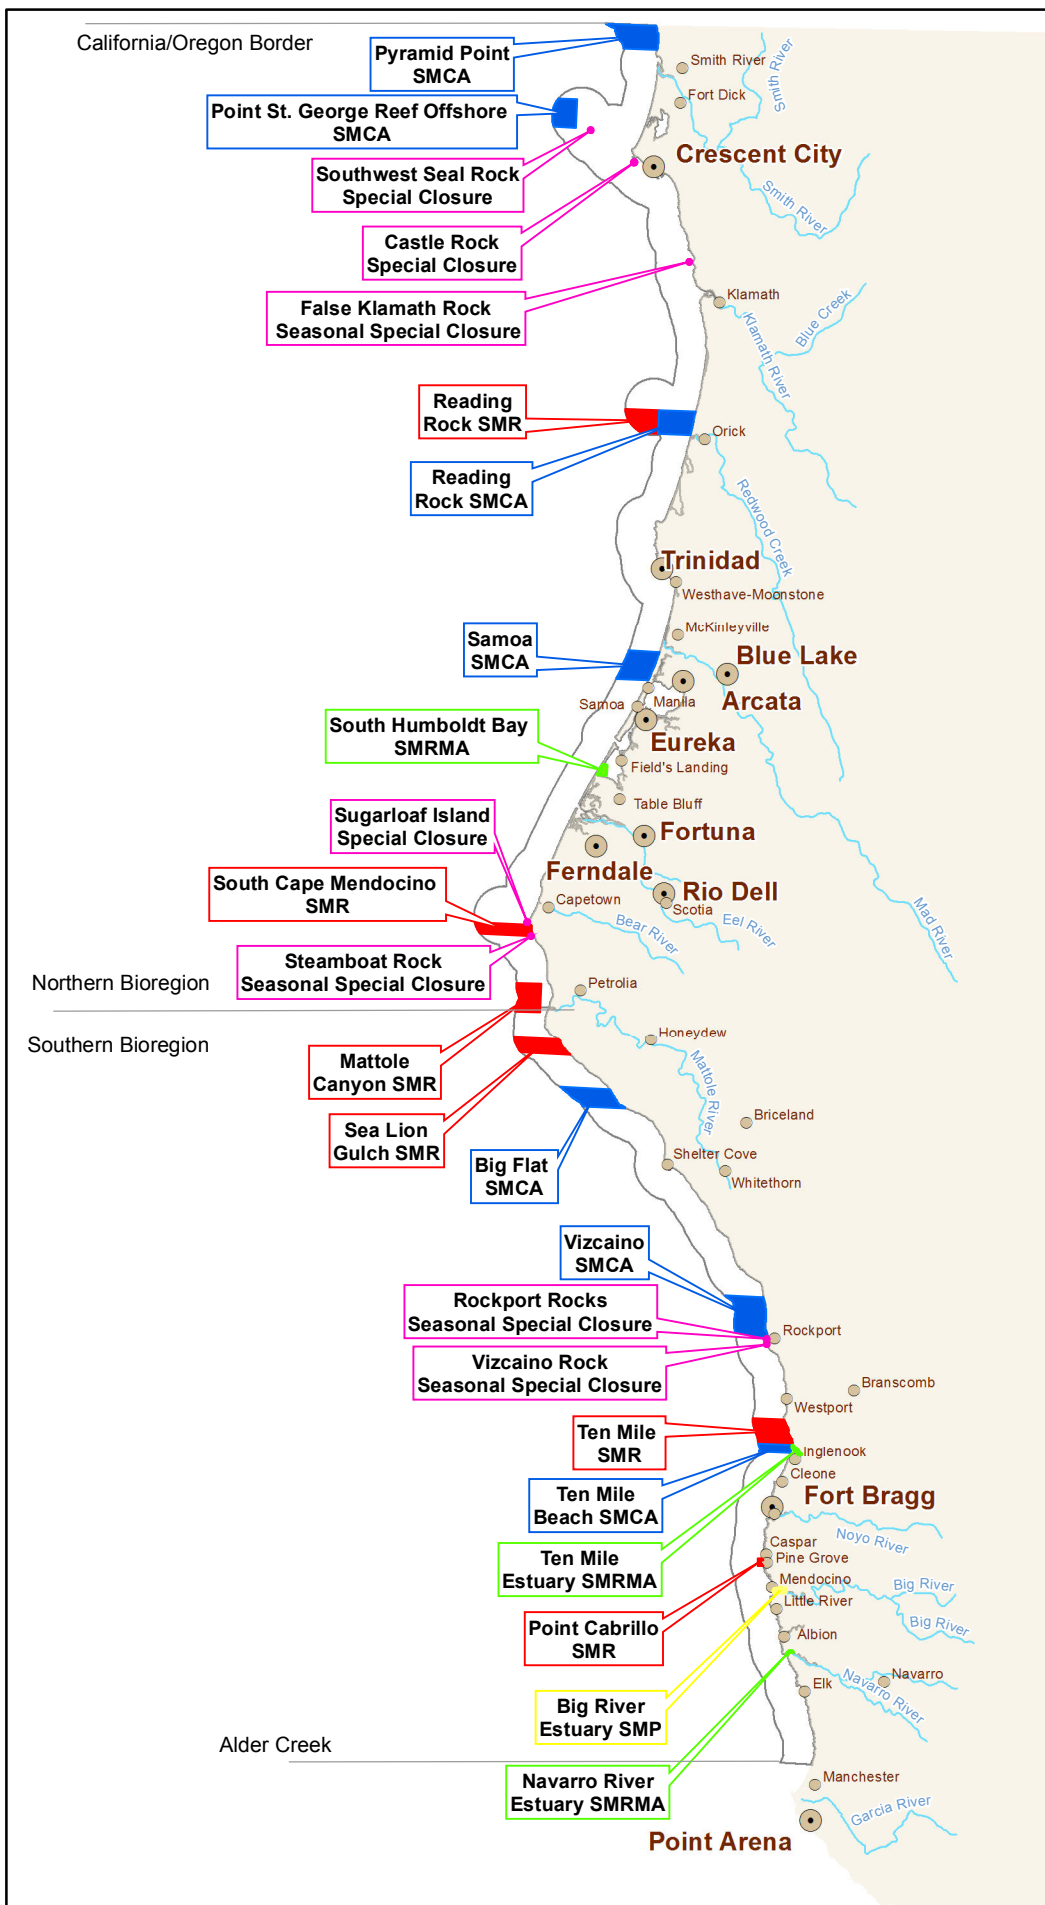 California/Oregon Border
Pyramid Point
SMCA
Smith River
Smith River
Fort Dick
Point St. George Reef Offshore
SMCA
Crescent City
Southwest Seal Rock
Special Closure
Smith River
Castle Rock
Special Closure
False Klamath Rock
Seasonal Special Closure
Klamath
Klamath River
Blue Creek
Reading
Rock SMR
Orick
Reading
Rock SMCA
Redwood Creek
Trinidad
Westhave-Moonstone
McKinleyville
Samoa
SMCA
Blue Lake
Arcata
Manila
Samoa
South Humboldt Bay
SMRMA
Eureka
Field's Landing
Table Bluff
Sugarloaf Island
Special Closure
Fortuna
Ferndale
South Cape Mendocino
SMR
Rio Dell
Scotia
Capetown
Bear River
Eel River
Mad River
Steamboat Rock
Seasonal Special Closure
Northern Bioregion
Petrolia
Southern Bioregion
Honeydew
Mattole
Canyon SMR
Mattole River
Sea Lion
Gulch SMR
Briceland
Big Flat
SMCA
Shelter Cove
Whitethorn
Vizcaino
SMCA
Rockport Rocks
Seasonal Special Closure
Rockport
Vizcaino Rock
Seasonal Special Closure
Branscomb
Westport
Ten Mile
SMR
Inglenook
Cleone
Ten Mile
Beach SMCA
Fort Bragg
Noyo River
Ten Mile
Estuary SMRMA
Caspar
Pine Grove
Mendocino
Big River
Little River
Big River
Point Cabrillo
SMR
Albion
Navarro
Navarro River
Elk
Big River
Estuary SMP
Alder Creek
Navarro River
Estuary SMRMA
Manchester
Garcia River
Point Arena